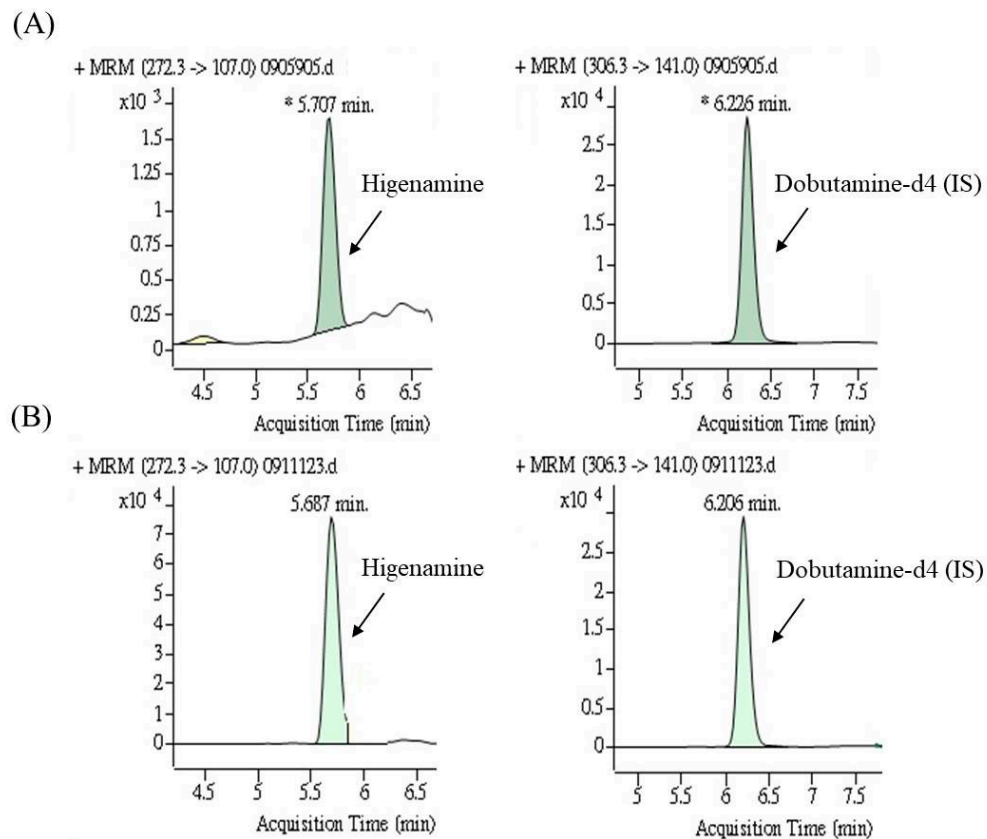 (A)
+ MRM (272.3 -> 107.0) 0905905.d
x10 3
* 5.707 min.
Higenamine
1.5
1.25
1
0.75
0.5
0.25
0
4.5 5 5.5 6 6.5
Acquisition Time (min)
+ MRM (306.3 -> 141.0) 0905905.d
x10 4
* 6.226 min.
Dobutamine-d4 (IS)
2.5
2
1.5
1
0.5
0
5 5.5 6 6.5 7 7.5
Acquisition Time (min)
(B)
+ MRM (272.3 -> 107.0) 0911123.d
x10 4
5.687 min.
Higenamine
7
6
5
4
3
2
1
0
4.5 5 5.5 6 6.5
Acquisition Time (min)
+ MRM (306.3 -> 141.0) 0911123.d
x10 4
6.206 min.
Dobutamine-d4 (IS)
2.5
2
1.5
1
0.5
0
5 5.5 6 6.5 7 7.5
Acquisition Time (min)